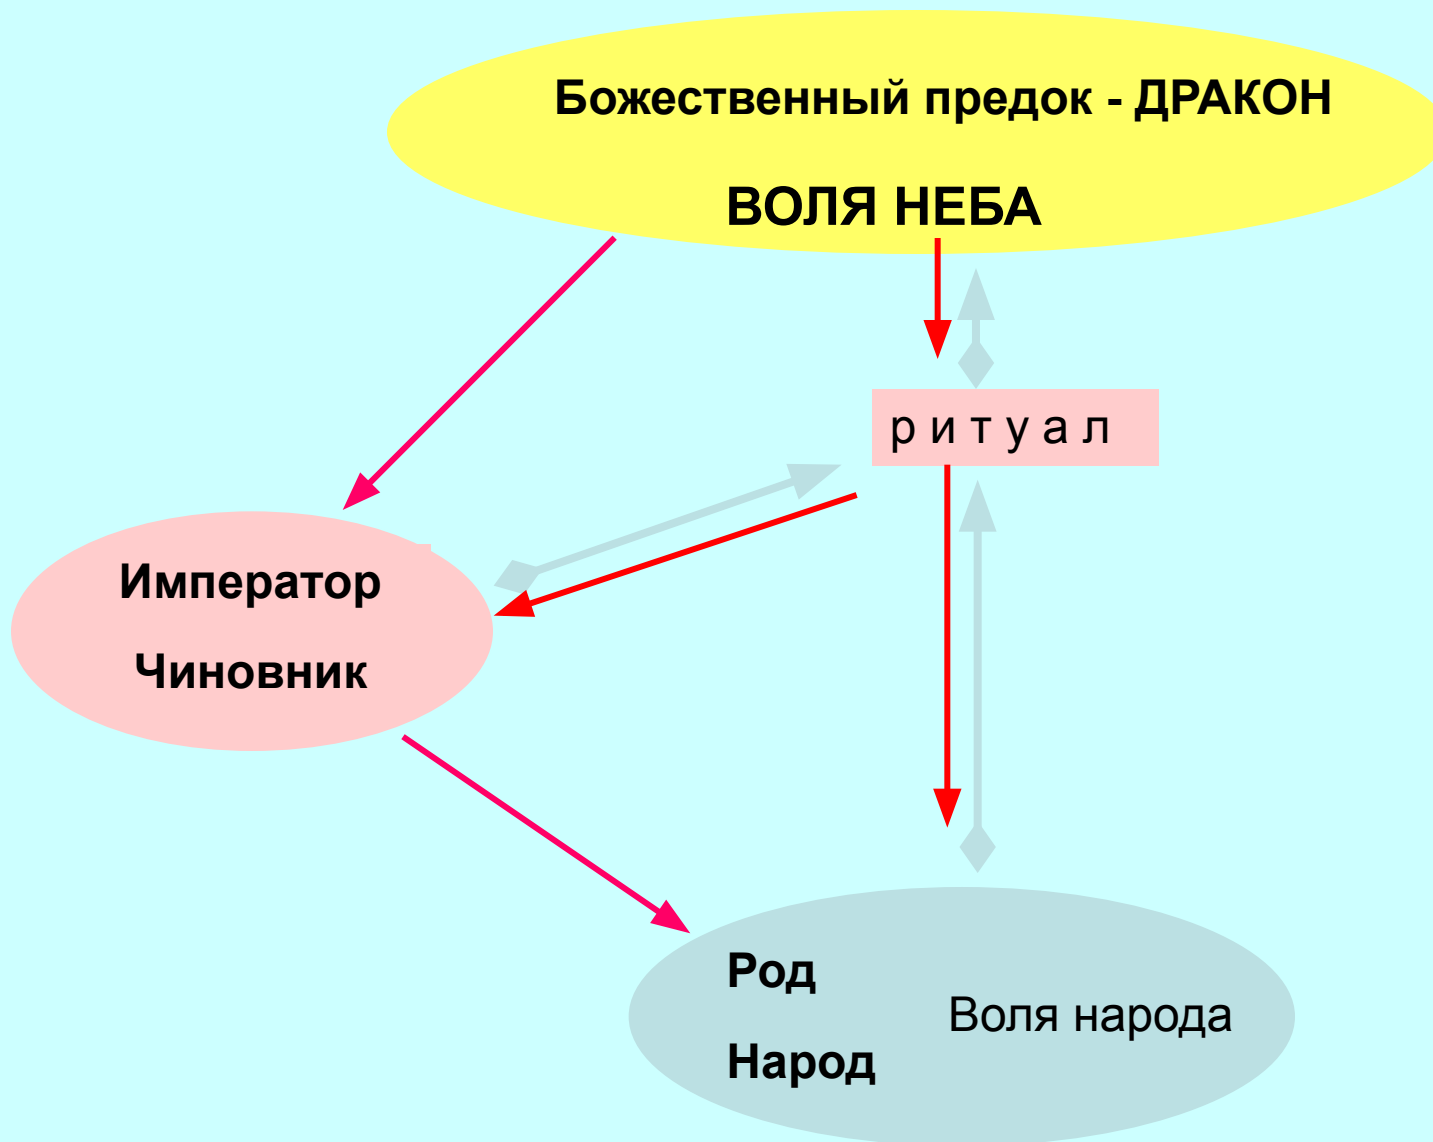 Божественный предок - ДРАКОН
ВОЛЯ НЕБА
р и т у а л
Император
Чиновник
Род
Воля народа
Народ